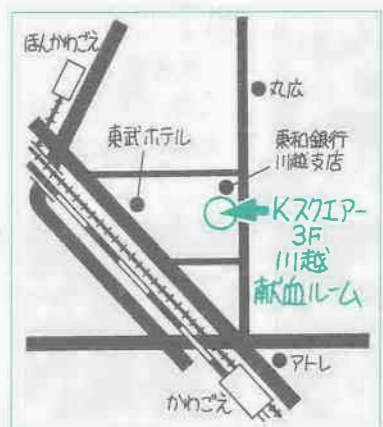 ほんかわごえ
丸広
東武ホテル
東和銀行
川越支店
Kスクエアー
3F
川越
献血ルーム
アトレ
かわごえ